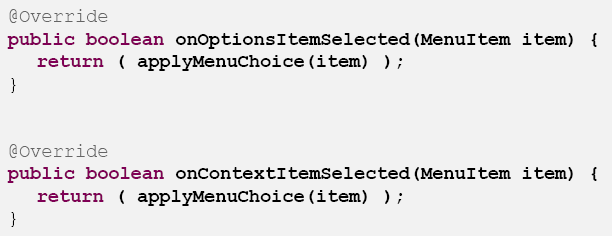 @Override
public boolean onOptionsItemSelected(MenuItem item) {
return ( applyMenuChoice(item) );
}
@Override
public boolean onContextItemSelected(MenuItem item) {
return ( applyMenuChoice(item) );
}